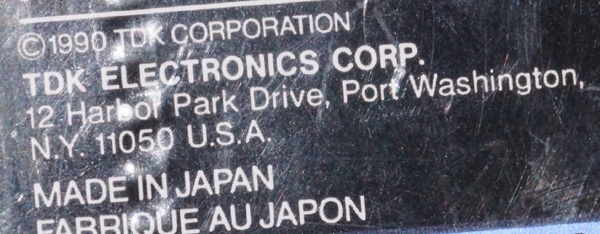 ©1990 TDK CORPORATION
TDK ELECTRONICS CORP.
12 Harbor Park Drive, Port Washington,
N.Y. 11050 U.S.A.
MADE IN JAPAN
FABRIQUE AU JAPON